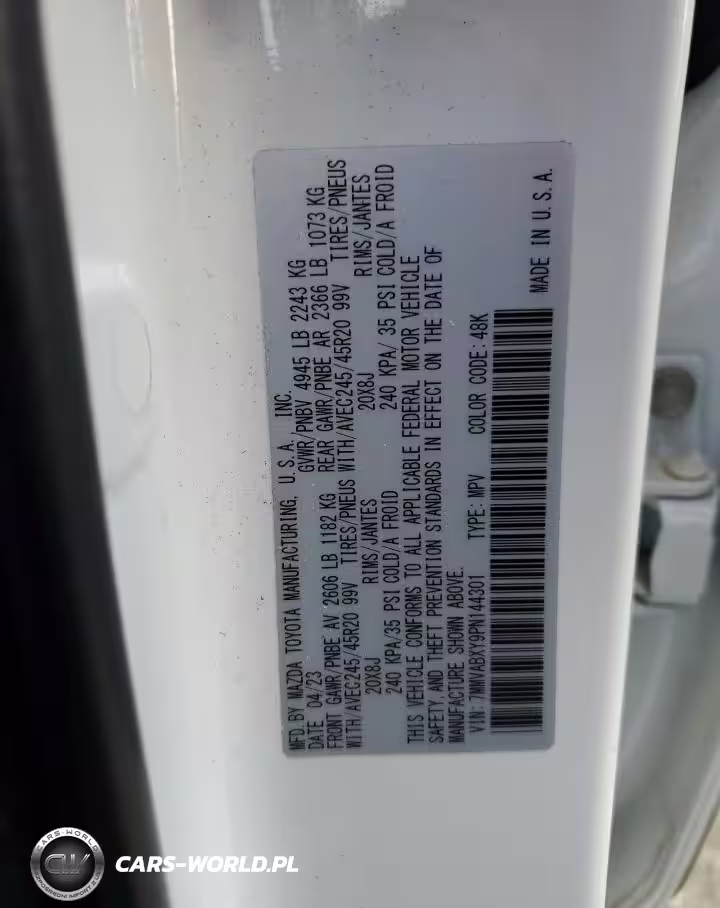 MFD.BY MAZDA TOYOTA MANUFACTURING, U.S.A. INC.
DATE 04/23 GVWR/PNBV 4945 LB 2243 KG
FRONT GAWR/PNBE AV 2606 LB 1182 KG REAR GAWR/PNBE AR 2366 LB 1073 KG
WITH/AVEC245/45R20 99V TIRES/PNEUS WITH/AVEC245/45R20 99V TIRES/PNEUS
20X8J RIMS/JANTES 20X8J RIMS/JANTES
240 KPA/35 PSI COLD/A FROID 240 KPA/ 35 PSI COLD/A FROID
THIS VEHICLE CONFORMS TO ALL APPLICABLE FEDERAL MOTOR VEHICLE
SAFETY, AND THEFT PREVENTION STANDARDS IN EFFECT ON THE DATE OF
MANUFACTURE SHOWN ABOVE.
VIN: 7MMVABXY9PN144301 TYPE: MPV COLOR CODE: 48K
MADE IN U.S.A.
CARS-WORLD
CW
CARS-WORLD.PL